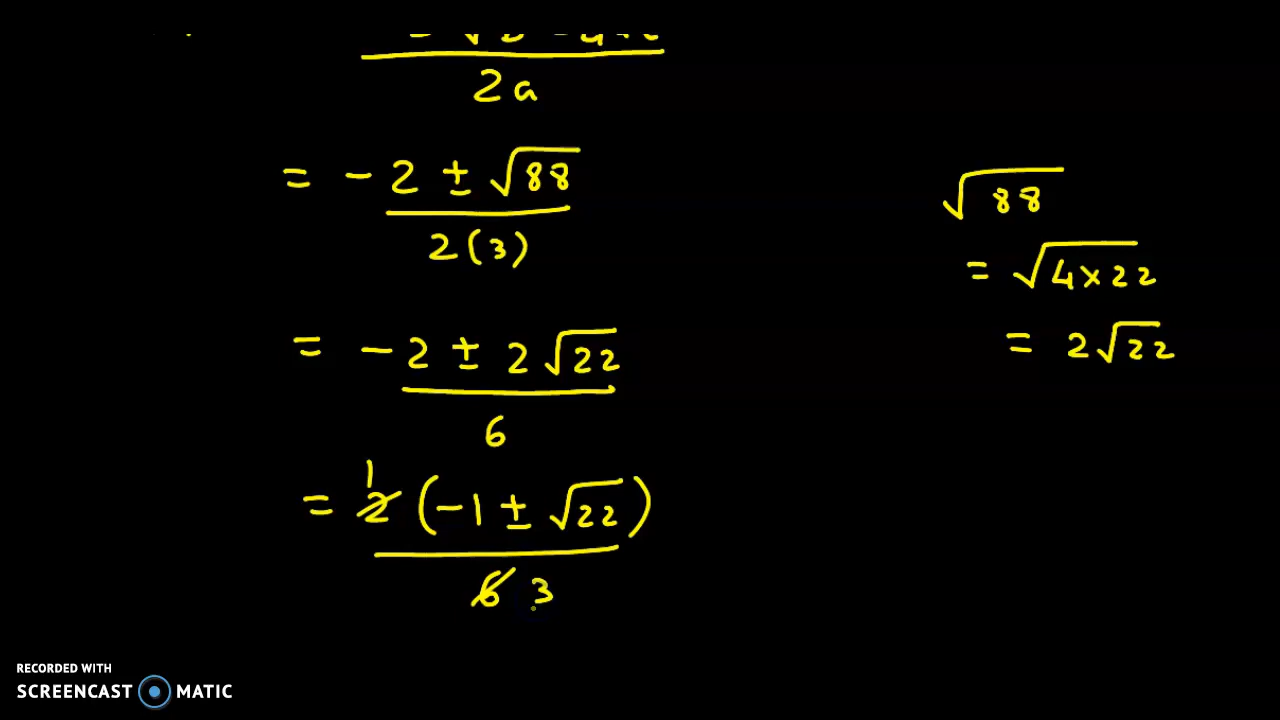 2a
= -2 ± √88
2(3)
√88
= √4×22
= -2 ± 2√22
6
= 2√22
1
= 2 (-1 ± √22)
6 3
RECORDED WITH
SCREENCAST MATIC